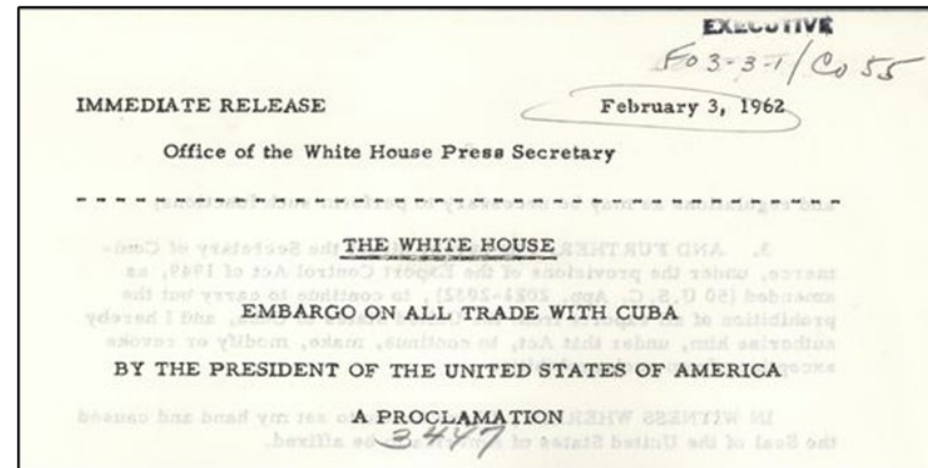 EXECUTIVE
FO 3-3-1/CO 55
IMMEDIATE RELEASE February 3, 1962
Office of the White House Press Secretary
THE WHITE HOUSE
EMBARGO ON ALL TRADE WITH CUBA
BY THE PRESIDENT OF THE UNITED STATES OF AMERICA
A PROCLAMATION
3447